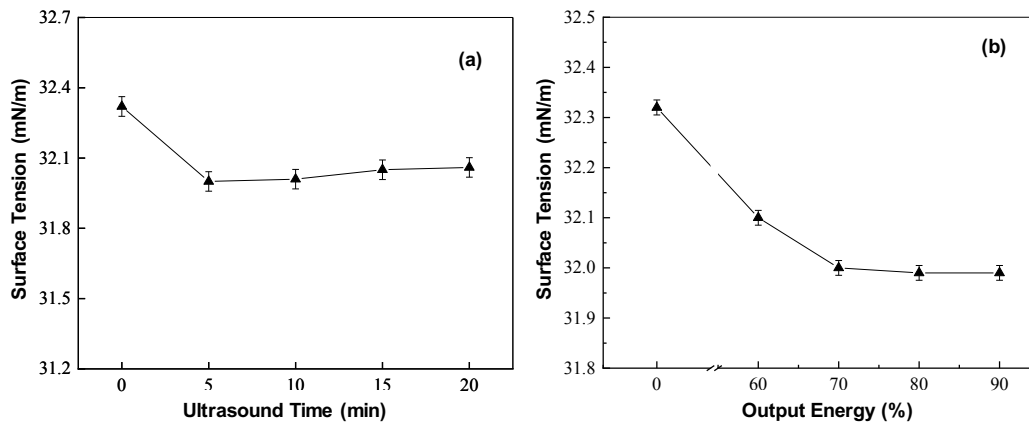 (a)
Surface Tension (mN/m)
32.7
32.4
32.1
31.8
31.5
31.2
0 5 10 15 20
Ultrasound Time (min)
(b)
Surface Tension (mN/m)
32.5
32.4
32.3
32.2
32.1
32.0
31.9
31.8
0 60 70 80 90
Output Energy (%)